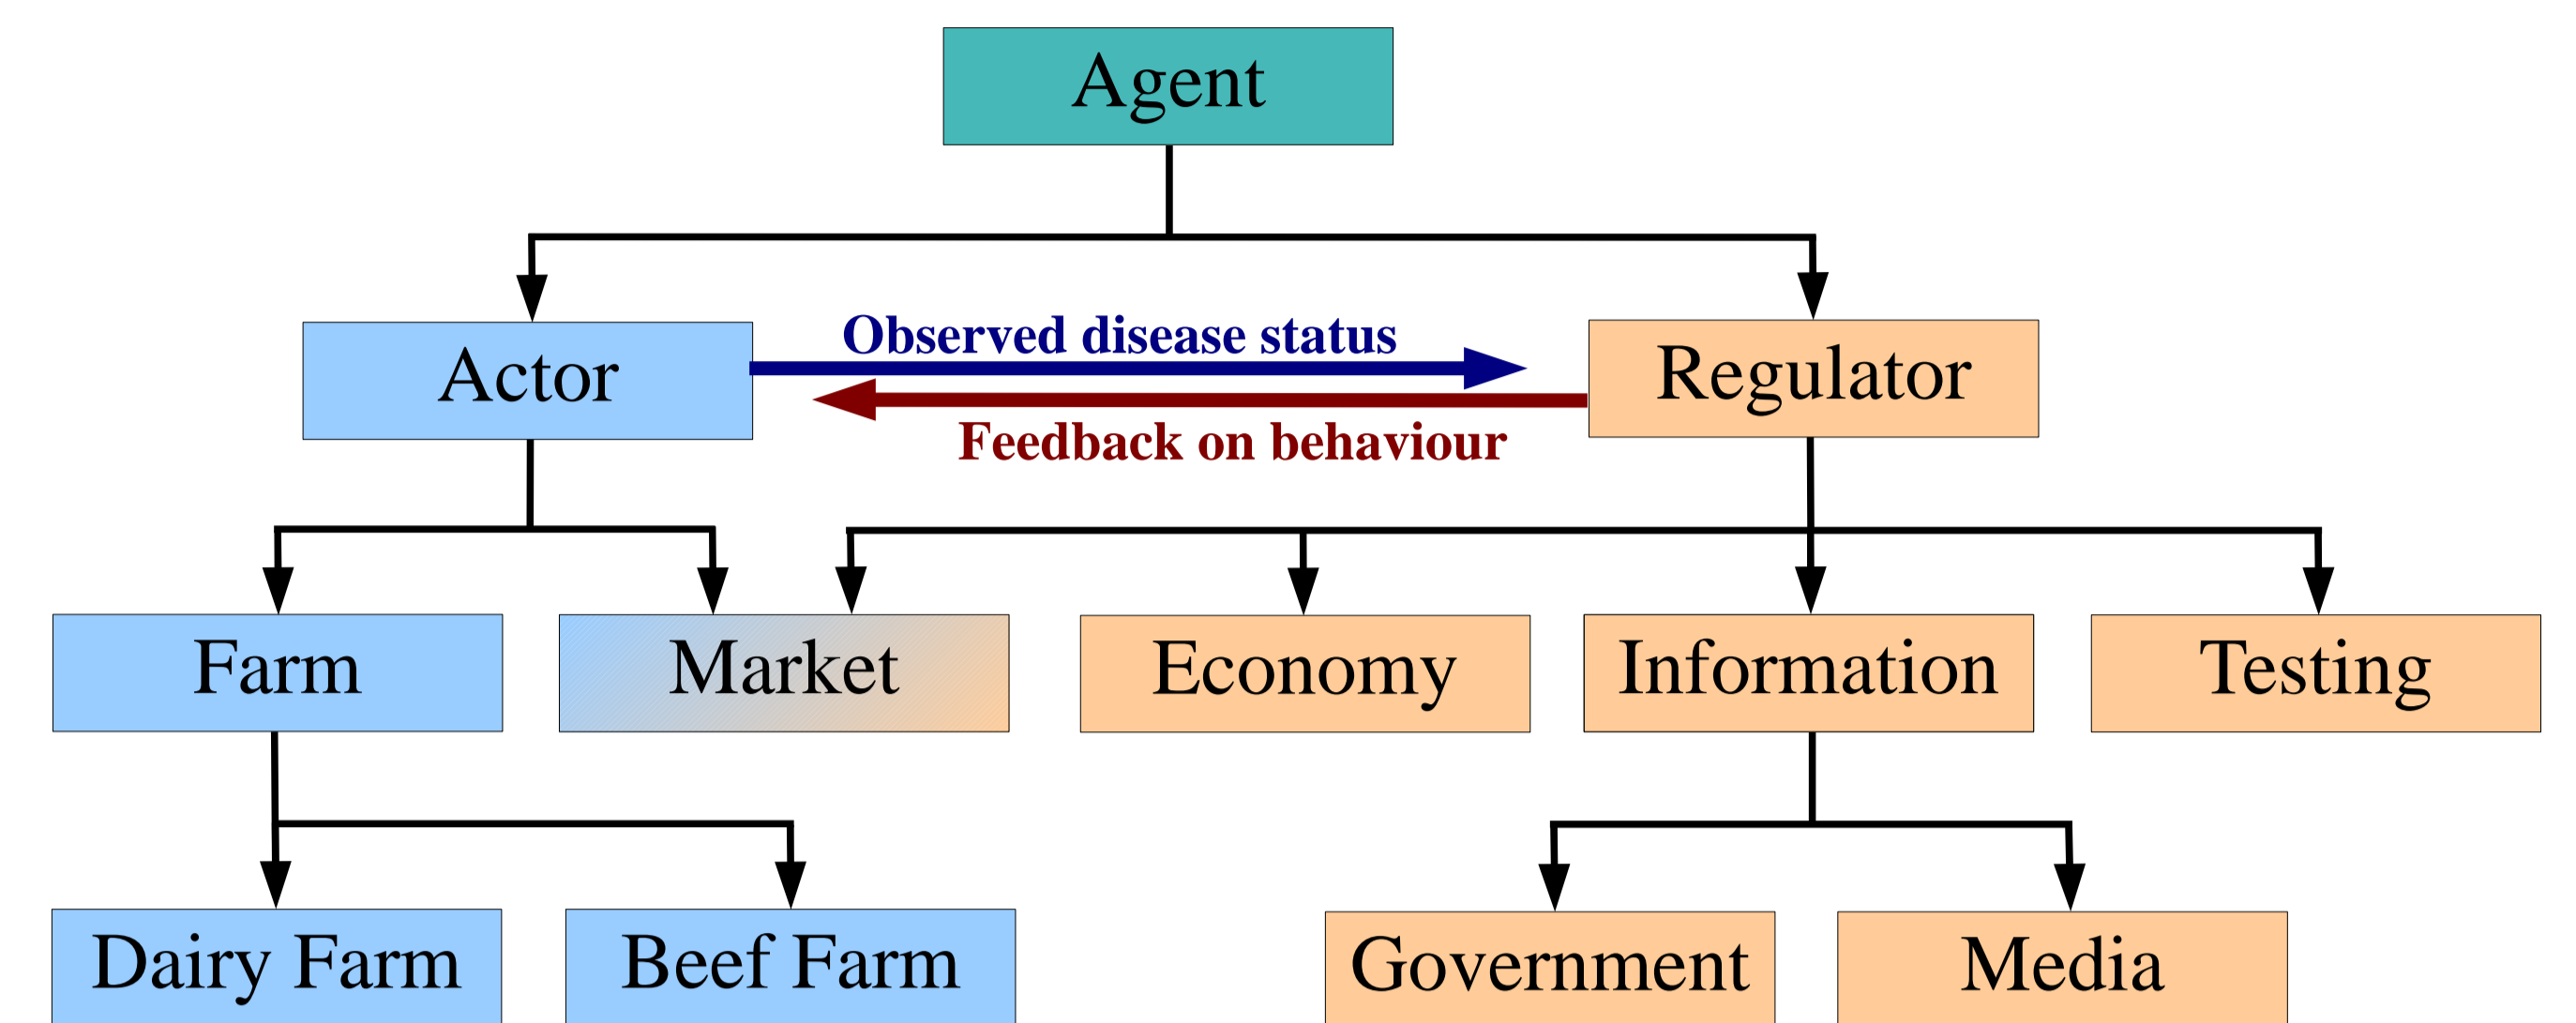 Agent
Observed disease status
Actor
Regulator
Feedback on behaviour
Farm
Market
Economy
Information
Testing
Dairy Farm
Beef Farm
Government
Media